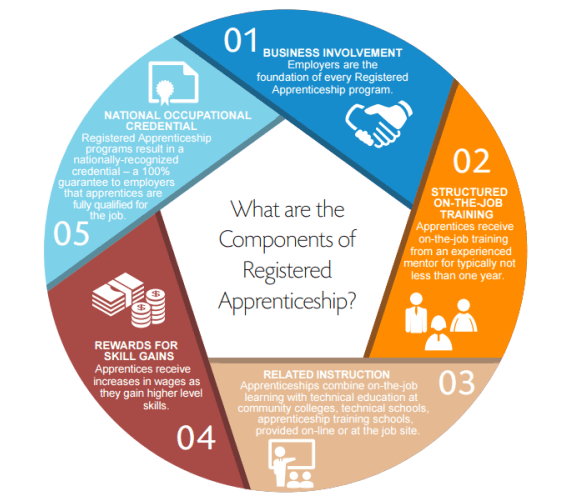 01
BUSINESS INVOLVEMENT
Employers are the
foundation of every Registered
Apprenticeship program.
02
STRUCTURED
ON-THE-JOB
TRAINING
Apprentices receive
on-the-job training
from an experienced
mentor for typically not
less than one year.
RELATED INSTRUCTION
Apprenticeships combine on-the-job
learning with technical education at
community colleges, technical schools,
apprenticeship training schools,
provided on-line or at the job site.
03
REWARDS FOR
SKILL GAINS
Apprentices receive
increases in wages as
they gain higher level
skills.
04
NATIONAL OCCUPATIONAL
CREDENTIAL
Registered Apprenticeship
programs result in a
nationally-recognized
credential – a 100%
guarantee to employers
that apprentices are
fully qualified for
the job.
05
What are the
Components of
Registered
Apprenticeship?